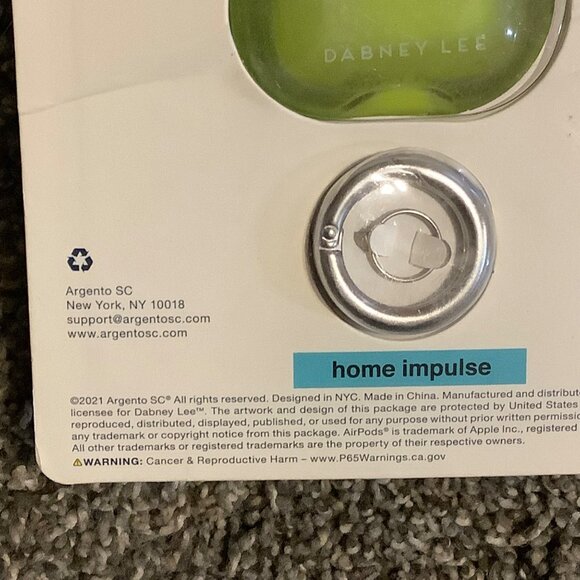 DABNEY LEE
Argento SC
New York, NY 10018
support@argentosc.com
www.argentosc.com
home impulse
©2021 Argento SC® All rights reserved. Designed in NYC. Made in China. Manufactured and
licensee for Dabney Lee™. The artwork and design of this package are protected by United States
reproduced, distributed, displayed, published, or used for any purpose without prior written
any trademark or copyright notice from this package. AirPods® is trademark of Apple Inc., registered
All other trademarks or registered trademarks are the property of their respective owners.
⚠WARNING: Cancer & Reproductive Harm – www.P65Warnings.ca.gov